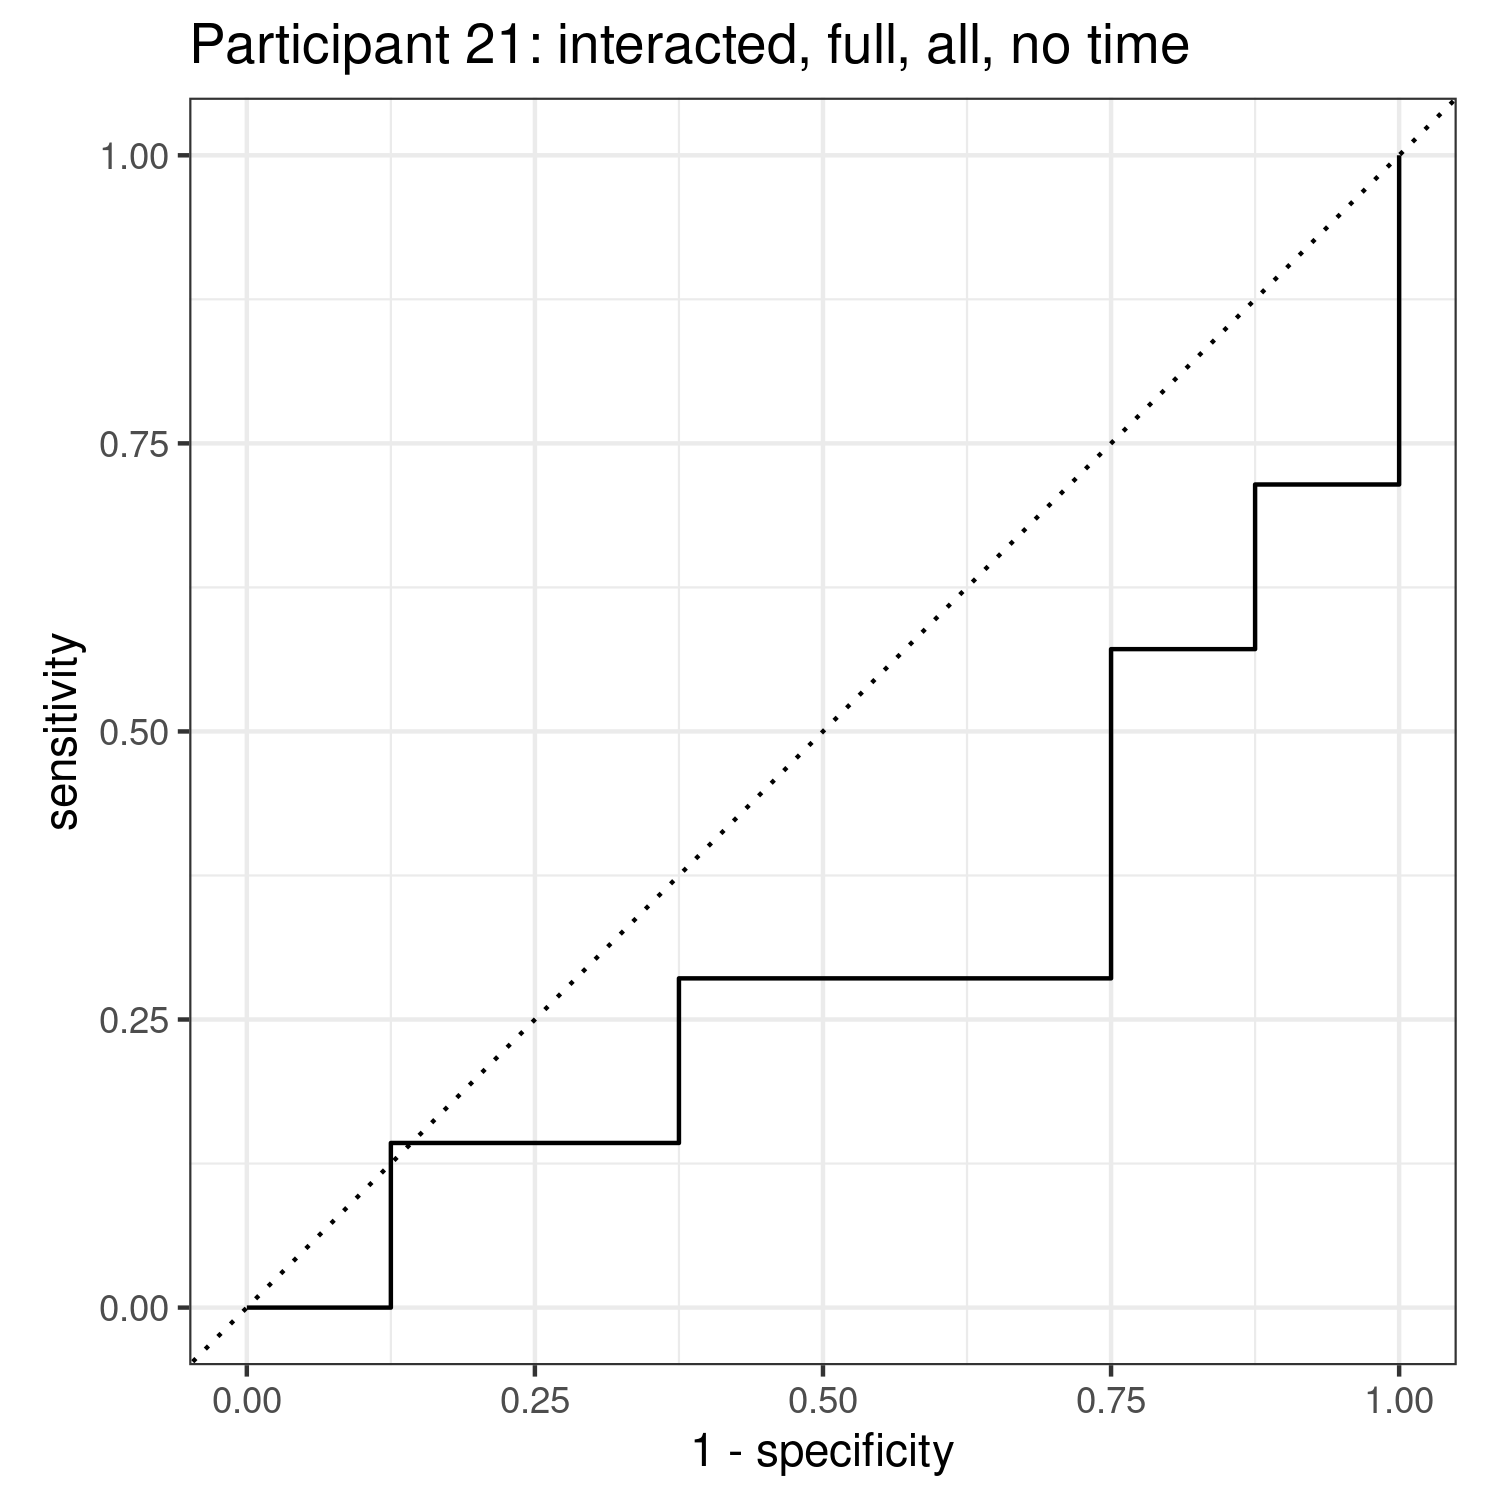 Participant 21: interacted, full, all, no time
1.00
0.75
0.50
0.25
0.00
sensitivity
0.00 0.25 0.50 0.75 1.00
1 - specificity